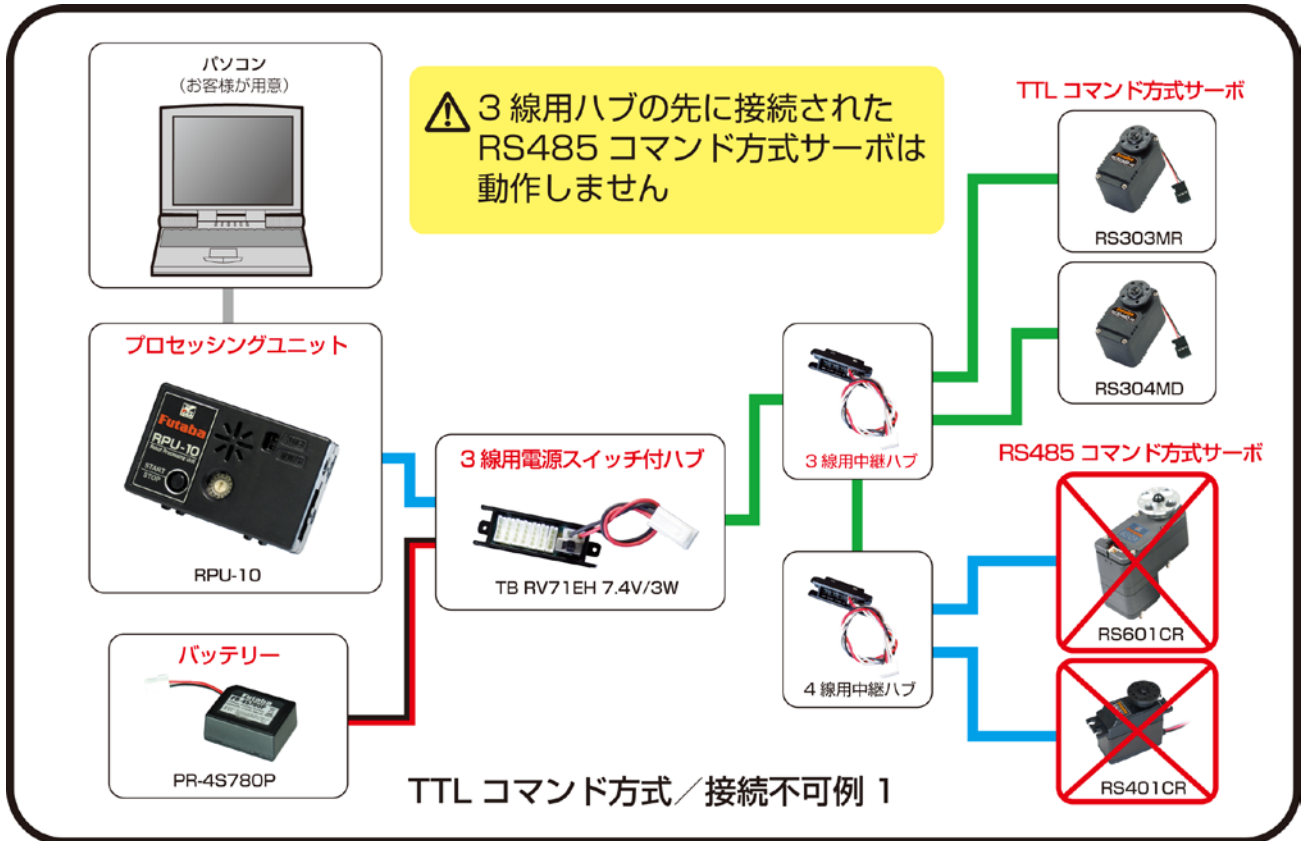 パソコン
(お客様が用意)
⚠ 3 線用ハブの先に接続された
RS485 コマンド方式サーボは
動作しません
TTL コマンド方式サーボ
RS303MR
RS304MD
プロセッシングユニット
Futaba
RPU-10
START
STOP
RPU-10
3 線用電源スイッチ付ハブ
TB RV71EH 7.4V/3W
3 線用中継ハブ
RS485 コマンド方式サーボ
RS601CR
4 線用中継ハブ
RS401CR
バッテリー
Futaba
PR-4S780P
TTL コマンド方式/接続不可例 1